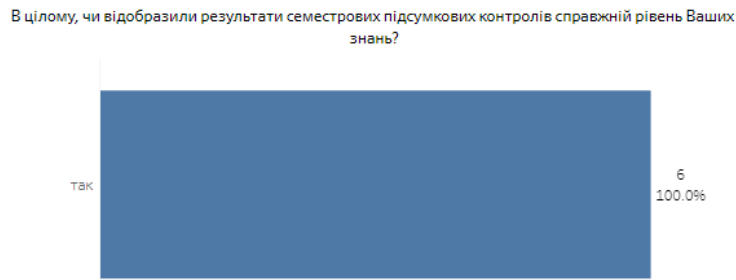 В цілому, чи відобразили результати семестрових підсумкових контролів справжній рівень Ваших
знань?
так
6
100.0%